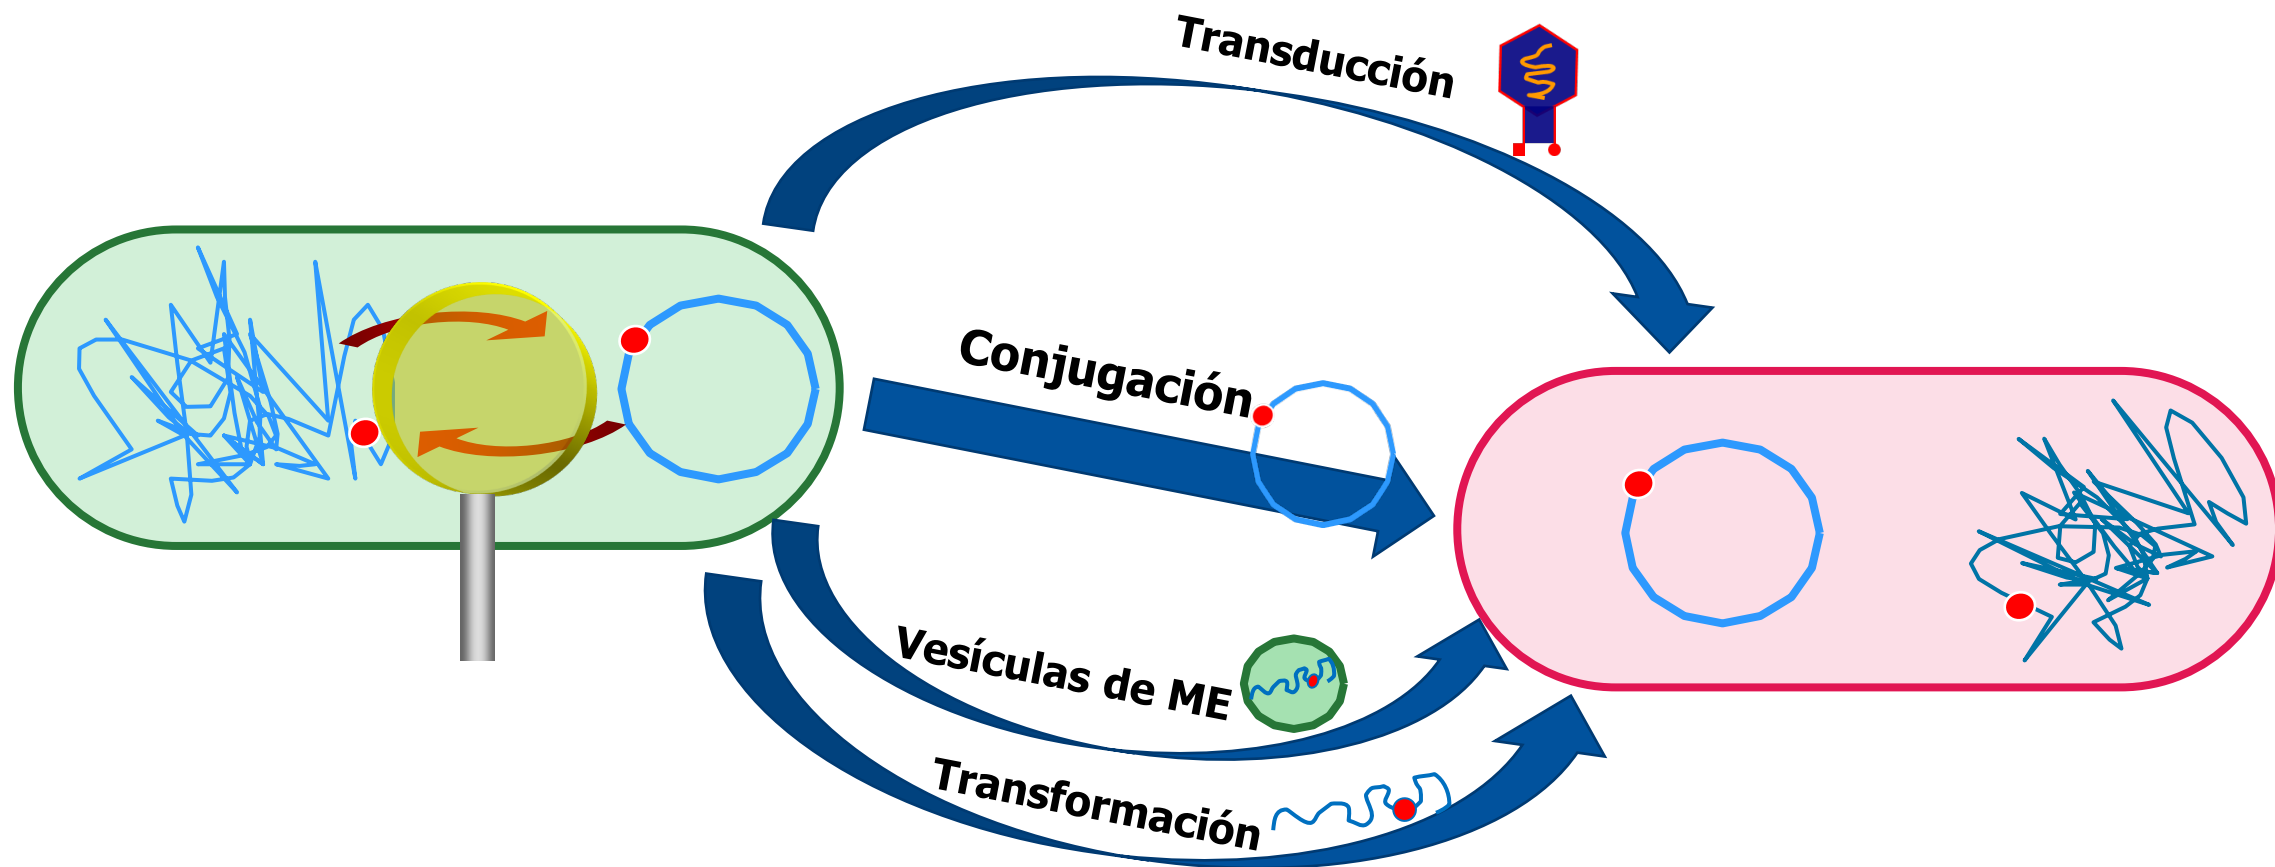 Transducción
Conjugación
Vesículas de ME
Transformación